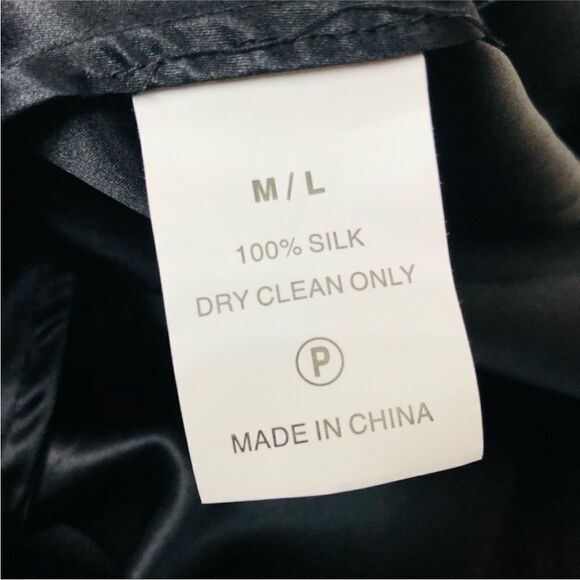 M / L
100% SILK
DRY CLEAN ONLY
P
MADE IN CHINA